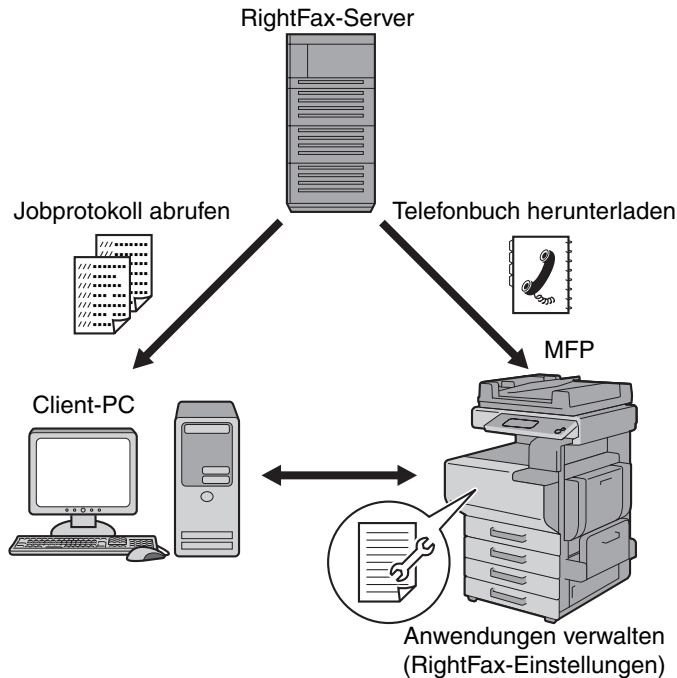 RightFax-Server
Jobprotokoll abrufen
Telefonbuch herunterladen
MFP
Client-PC
Anwendungen verwalten
(RightFax-Einstellungen)